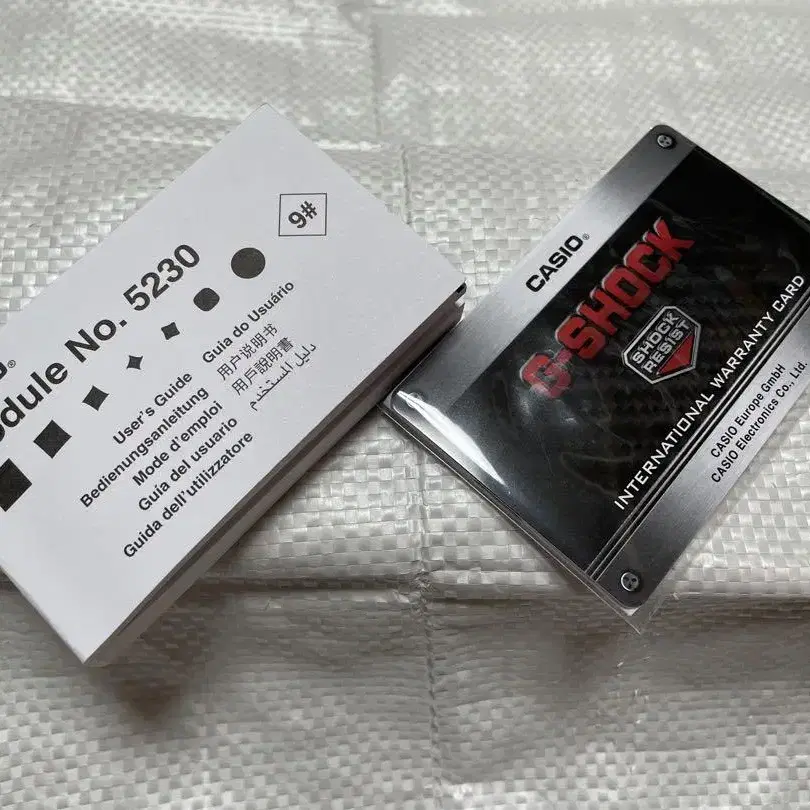 Module No. 5230
9#
User's Guide
Bedienungsanleitung
Mode d'emploi
Guía del usuario
Guida dell'utilizzatore
Guia do Usuário
用户说明书
用戶說明書
دليل المستخدم
CASIO®
G-SHOCK
SHOCK
RESIST
INTERNATIONAL WARRANTY CARD
CASIO Europe GmbH
CASIO Electronics Co., Ltd.